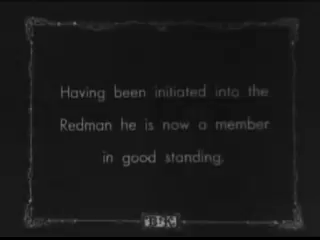 Having been initiated into the
Redman he is now a member
in good standing.